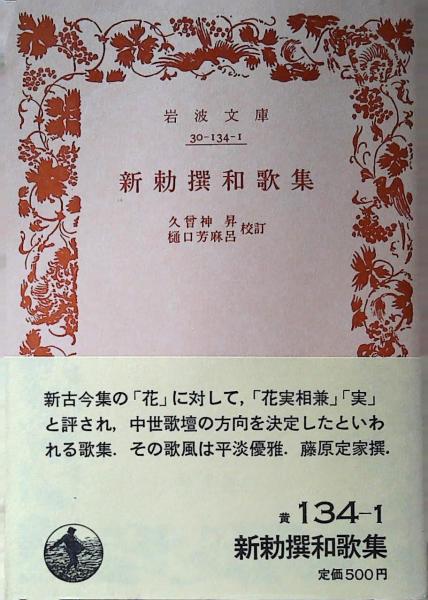 岩波文庫
30-134-1
新勅撰和歌集
久曾神 昇
樋口芳麻呂 校訂
新古今集の「花」に対して,「花実相兼」「実」
と評され, 中世歌壇の方向を決定したといわ
れる歌集. その歌風は平淡優雅. 藤原定家撰.
黄 134-1
新勅撰和歌集
定価500円